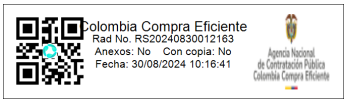 Colombia Compra Eficiente
Rad No. RS20240830012163
Anexos: No    Con copia: No
Fecha: 30/08/2024 10:16:41
Agencia Nacional
de Contratación Pública
Colombia Compra Eficiente